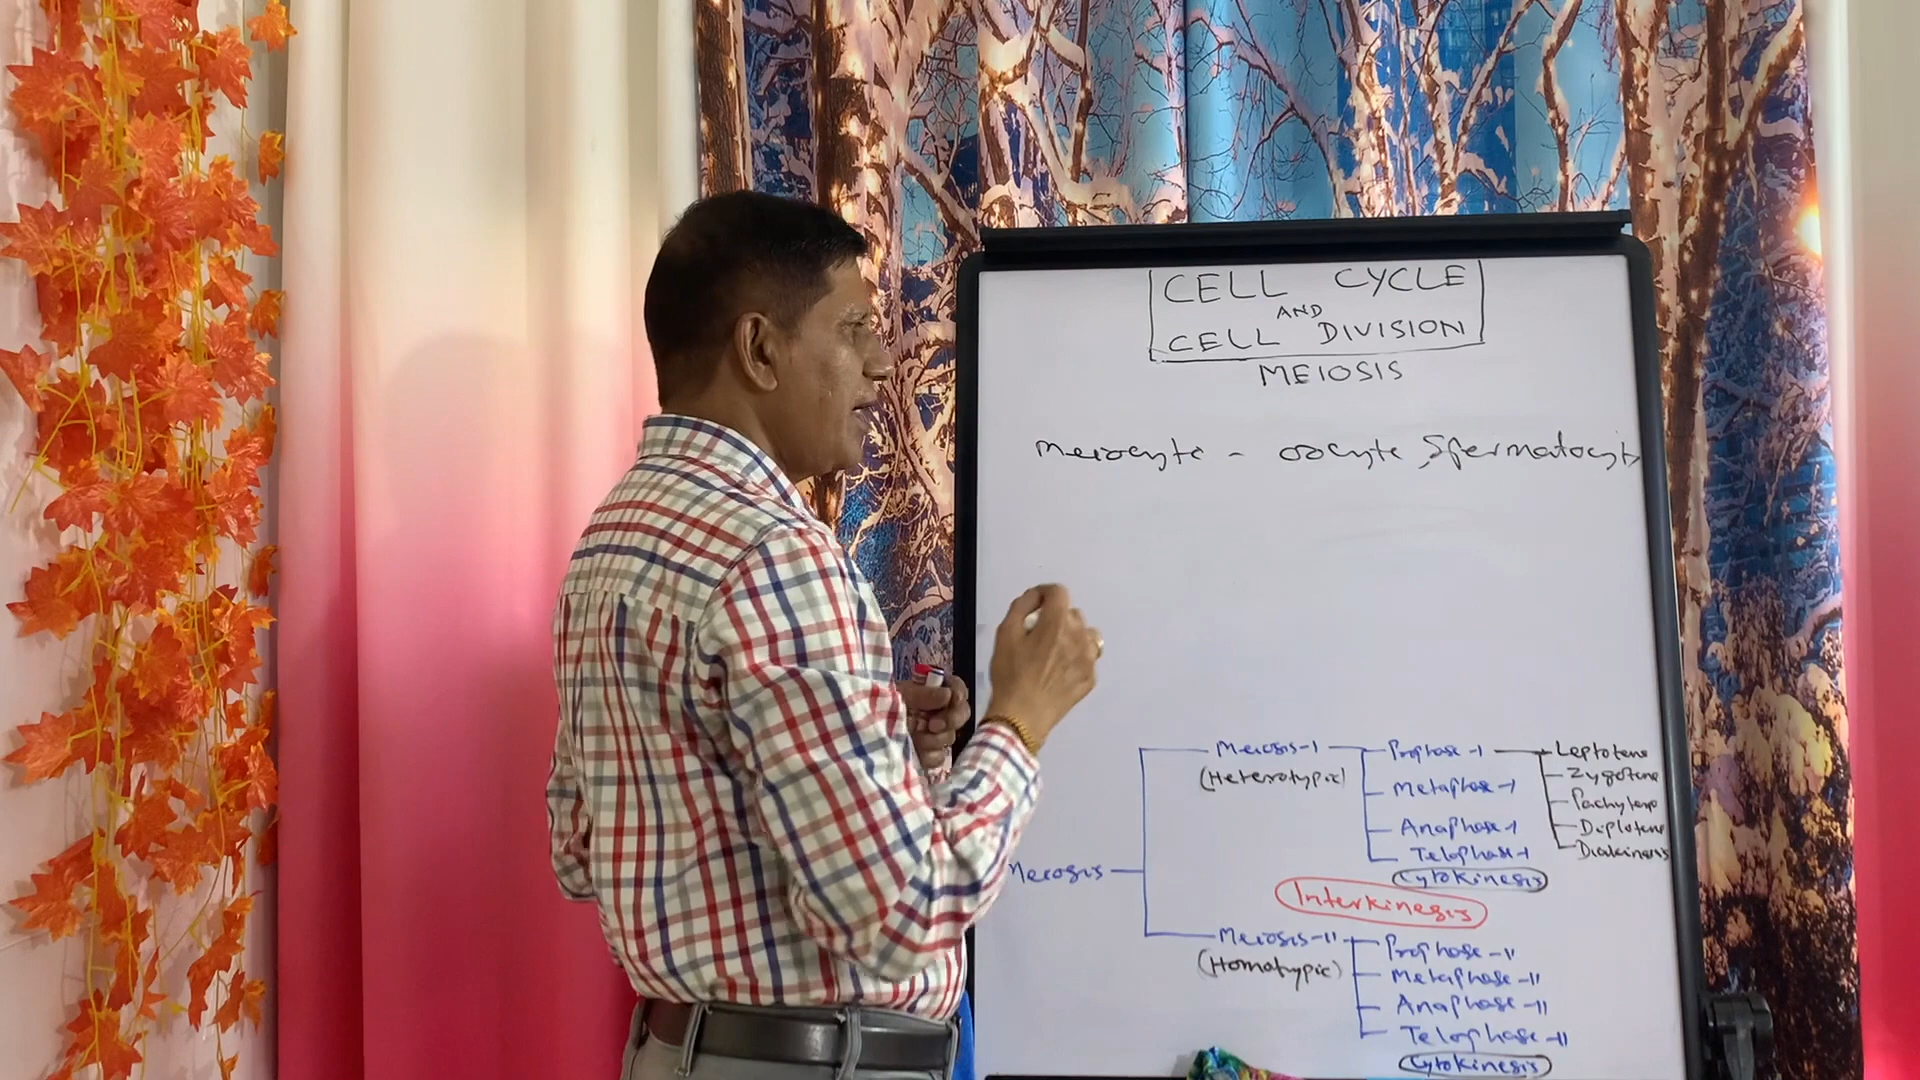 CELL CYCLE
AND
CELL DIVISION
MEIOSIS
meiocyte - oocyte, Spermatocyte
Meiosis
Meiosis-I
(Heterotypic)
Prophase-I
Metaphase-I
Anaphase-I
Telophase-I
Cytokinesis
Leptotene
Zygotene
Pachytene
Diplotene
Diakinesis
Interkinesis
Meiosis-II
(Homotypic)
Prophase-II
Metaphase-II
Anaphase-II
Telophase-II
Cytokinesis